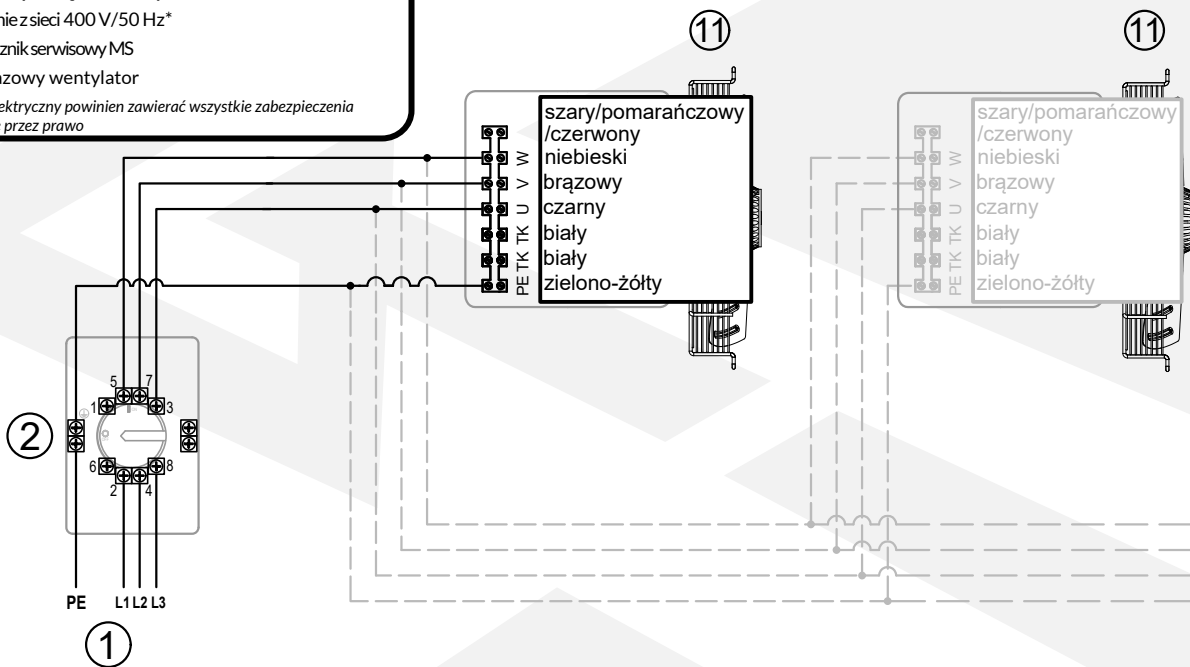 nie z sieci 400 V/50 Hz*
znik serwisowy MS
azowy wentylator
ektryczny powinien zawierać wszystkie zabezpieczenia
e przez prawo
11
11
szary/pomarańczowy
/czerwony
W niebieski
V brązowy
U czarny
TK biały
TK biały
PE zielono-żółty
szary/pomarańczowy
/czerwony
W niebieski
V brązowy
U czarny
TK biały
TK biały
PE zielono-żółty
5 7
1 3
2
6 8
2 4
PE L1 L2 L3
1